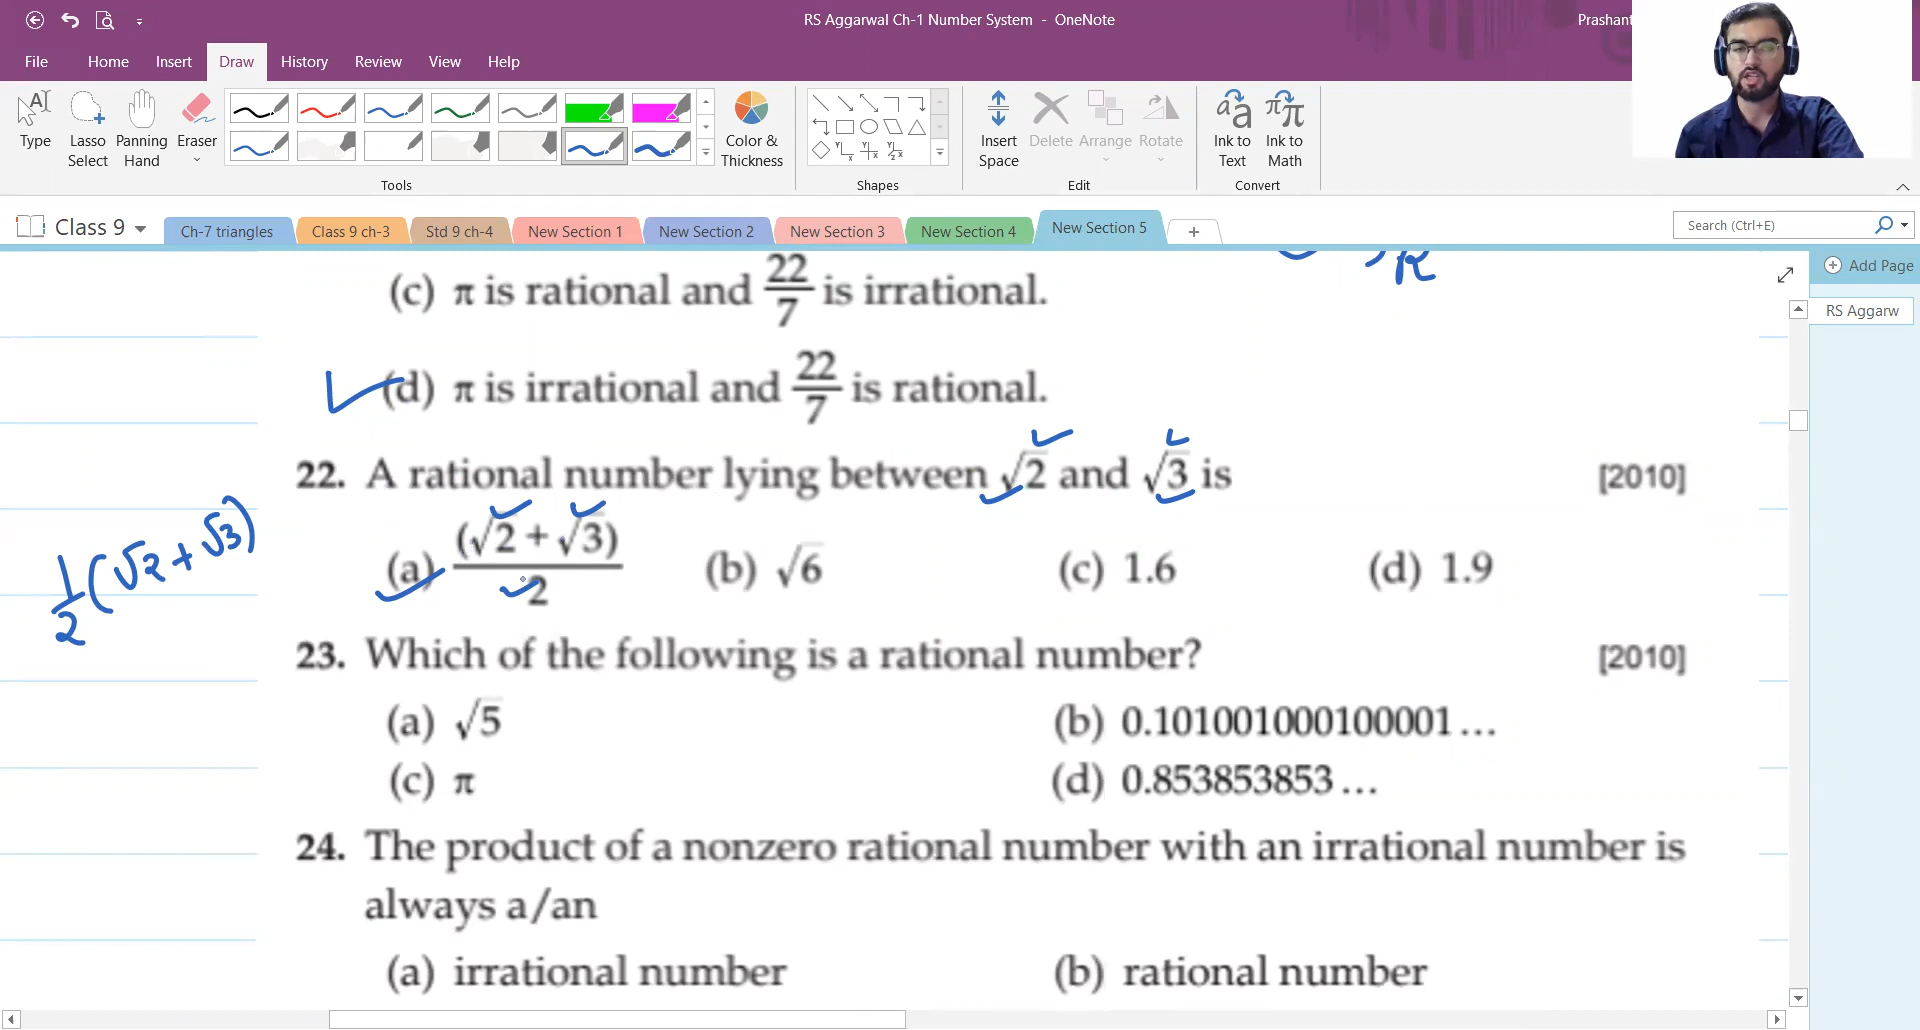 RS Aggarwal Ch-1 Number System - OneNote
Prashant
File Home Insert Draw History Review View Help
Type
Lasso Select
Panning Hand
Eraser
Color & Thickness
Insert Space
Delete
Arrange
Rotate
Ink to Text
Ink to Math
Tools
Shapes
Edit
Convert
Class 9
Ch-7 triangles
Class 9 ch-3
Std 9 ch-4
New Section 1
New Section 2
New Section 3
New Section 4
New Section 5
+
Search (Ctrl+E)
Add Page
RS Aggarw
(c) π is rational and 22/7 is irrational.
(d) π is irrational and 22/7 is rational.
22. A rational number lying between √2 and √3 is [2010]
(a) (√2 + √3)/2 (b) √6 (c) 1.6 (d) 1.9
1/2 (√2 + √3)
23. Which of the following is a rational number? [2010]
(a) √5 (b) 0.101001000100001...
(c) π (d) 0.853853853...
24. The product of a nonzero rational number with an irrational number is
always a/an
(a) irrational number (b) rational number